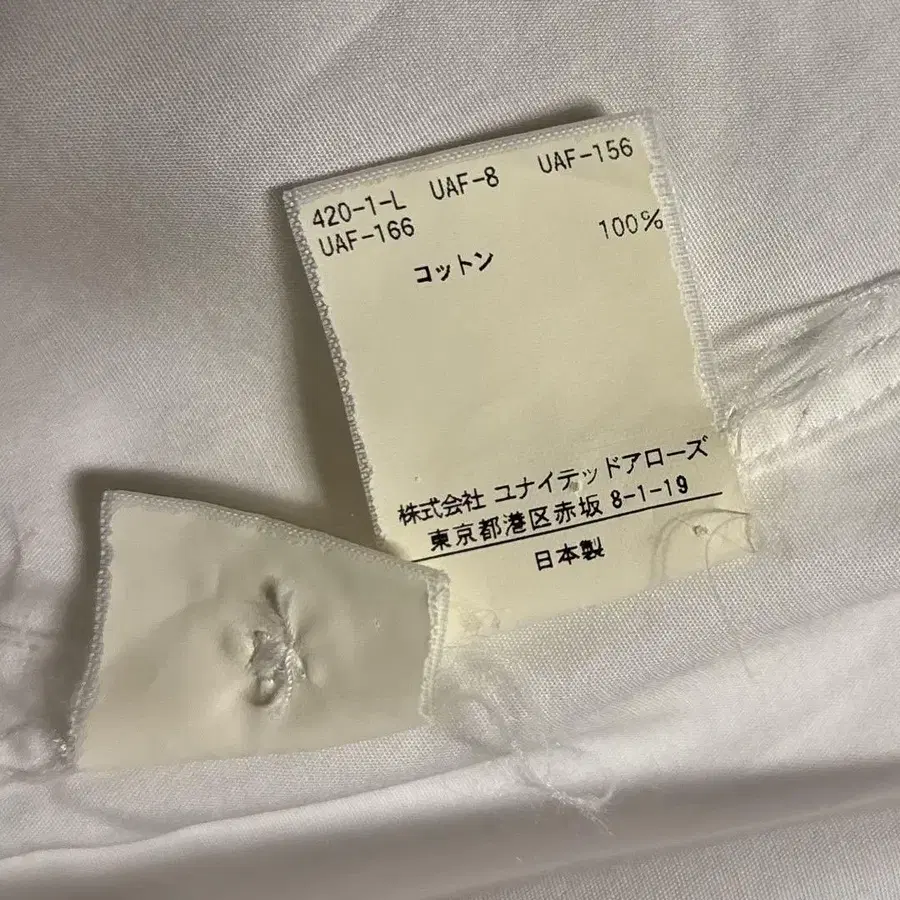 420-1-L UAF-8 UAF-156
UAF-166
コットン 100%
株式会社 ユナイテッドアローズ
東京都港区赤坂 8-1-19
日本製